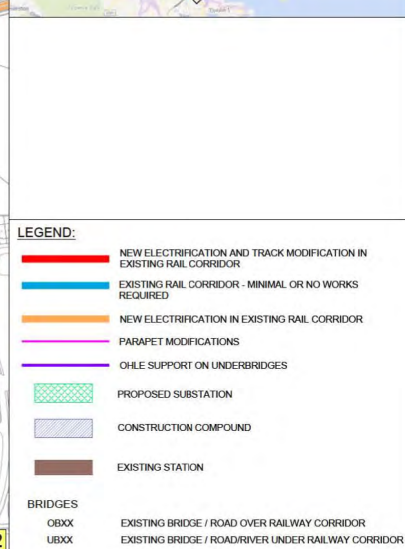 LEGEND:
NEW ELECTRIFICATION AND TRACK MODIFICATION IN
EXISTING RAIL CORRIDOR
EXISTING RAIL CORRIDOR - MINIMAL OR NO WORKS
REQUIRED
NEW ELECTRIFICATION IN EXISTING RAIL CORRIDOR
PARAPET MODIFICATIONS
OHLE SUPPORT ON UNDERBRIDGES
PROPOSED SUBSTATION
CONSTRUCTION COMPOUND
EXISTING STATION
BRIDGES
OBXX EXISTING BRIDGE / ROAD OVER RAILWAY CORRIDOR
UBXX EXISTING BRIDGE / ROAD/RIVER UNDER RAILWAY CORRIDOR